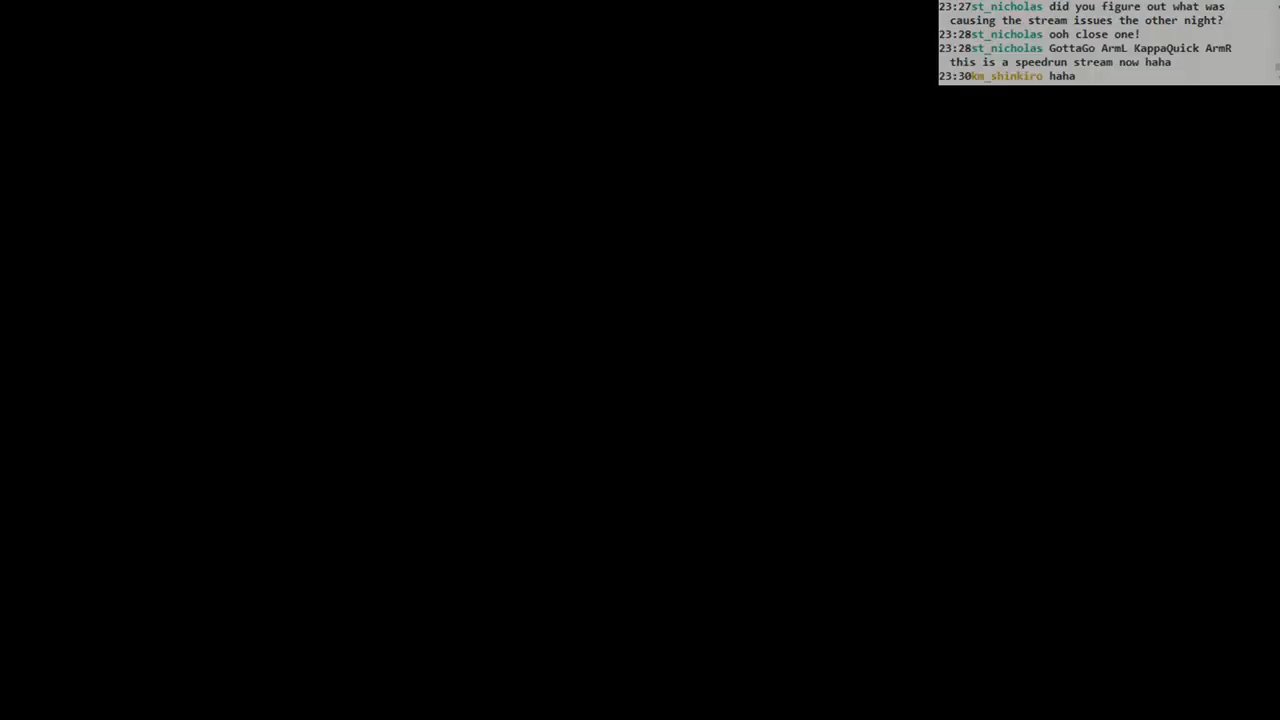 23:27st_nicholas did you figure out what was
causing the stream issues the other night?
23:28st_nicholas ooh close one!
23:28st_nicholas GottaGo ArmL KappaQuick ArmR
this is a speedrun stream now haha
23:30km_shinkiro haha